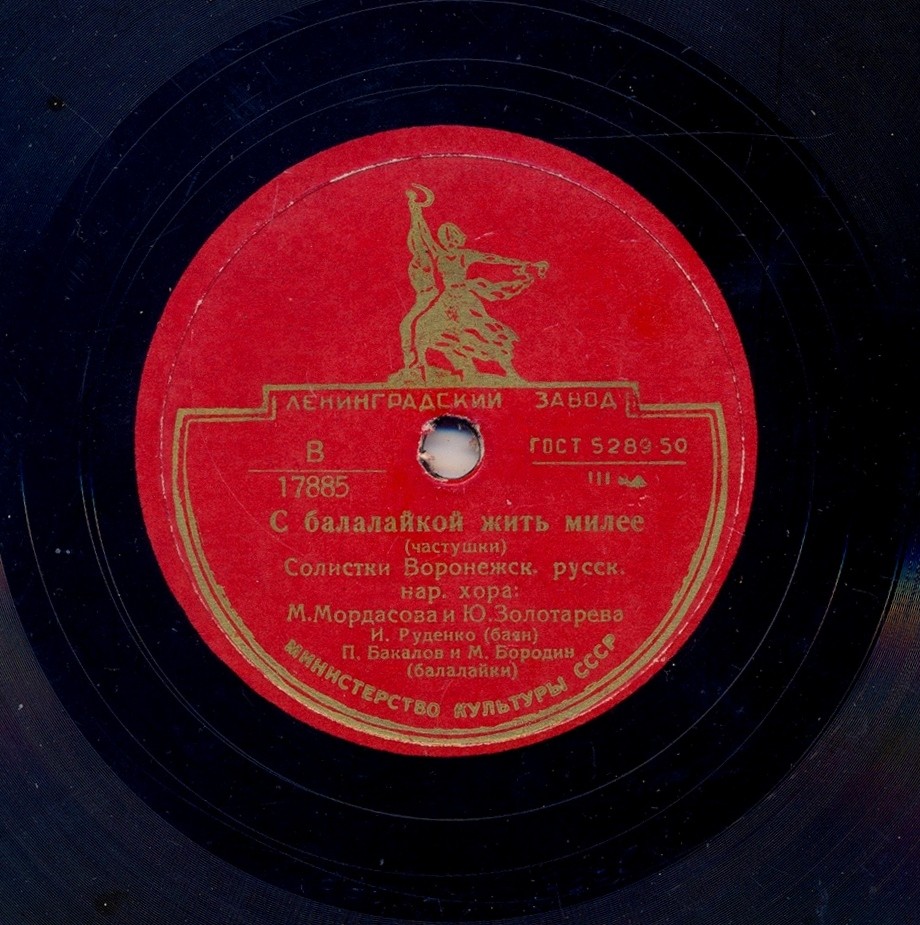 ЛЕНИНГРАДСКИЙ ЗАВОД
В
17885
ГОСТ 5289-50
III
С балалайкой жить милее
(частушки)
Солистки Воронежск. русск.
нар. хора:
М.Мордасова и Ю.Золотарева
И. Руденко (баян)
П. Бакалов и М. Бородин
(балалайки)
МИНИСТЕРСТВО КУЛЬТУРЫ СССР